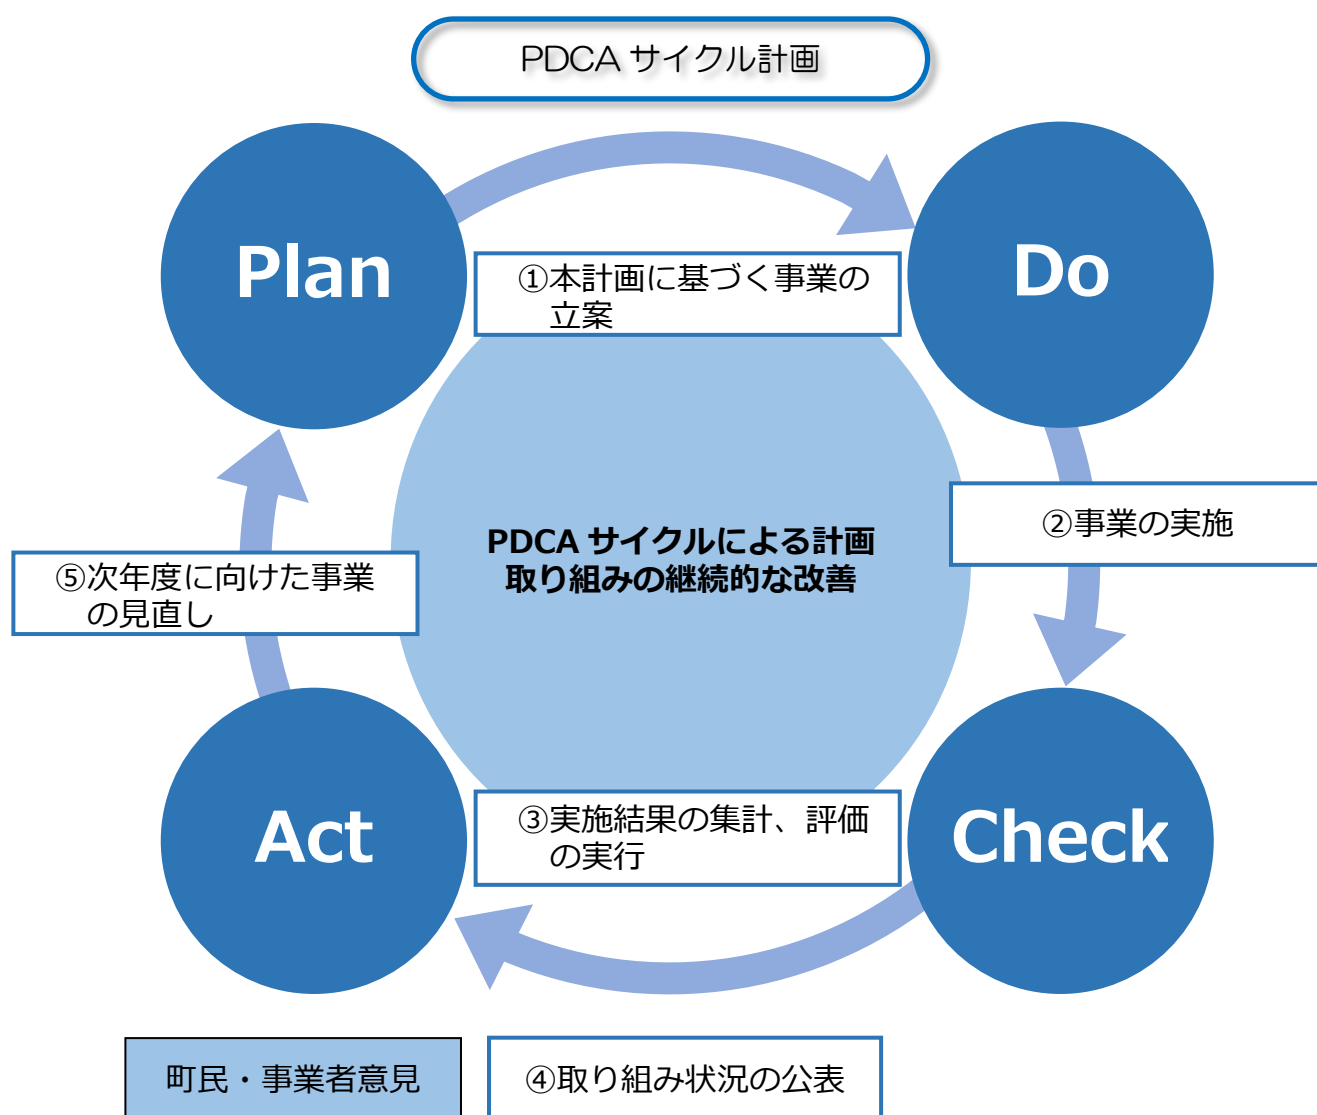 PDCA サイクル計画
Plan
Do
①本計画に基づく事業の
立案
②事業の実施
PDCA サイクルによる計画
取り組みの継続的な改善
⑤次年度に向けた事業
の見直し
Act
③実施結果の集計、評価
の実行
Check
町民・事業者意見
④取り組み状況の公表